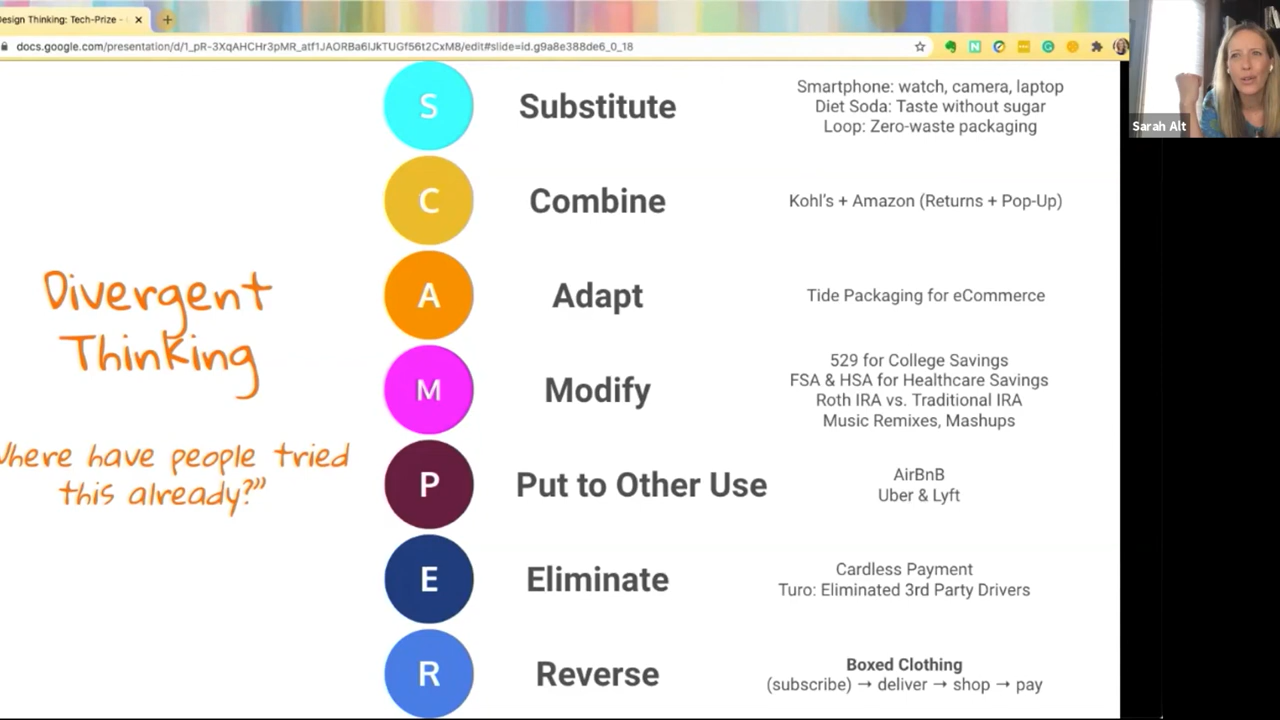 esign Thinking: Tech-Prize -
docs.google.com/presentation/d/1_pR-3XqAHCHr3pMR_atf1JAORBa6lJkTUGf56t2CxM8/edit#slide=id.g9a8e388de6_0_18
Sarah Alt
Divergent
Thinking
here have people tried
this already?"
S
Substitute
Smartphone: watch, camera, laptop
Diet Soda: Taste without sugar
Loop: Zero-waste packaging
C
Combine
Kohl's + Amazon (Returns + Pop-Up)
A
Adapt
Tide Packaging for eCommerce
M
Modify
529 for College Savings
FSA & HSA for Healthcare Savings
Roth IRA vs. Traditional IRA
Music Remixes, Mashups
P
Put to Other Use
AirBnB
Uber & Lyft
E
Eliminate
Cardless Payment
Turo: Eliminated 3rd Party Drivers
R
Reverse
Boxed Clothing
(subscribe) → deliver → shop → pay